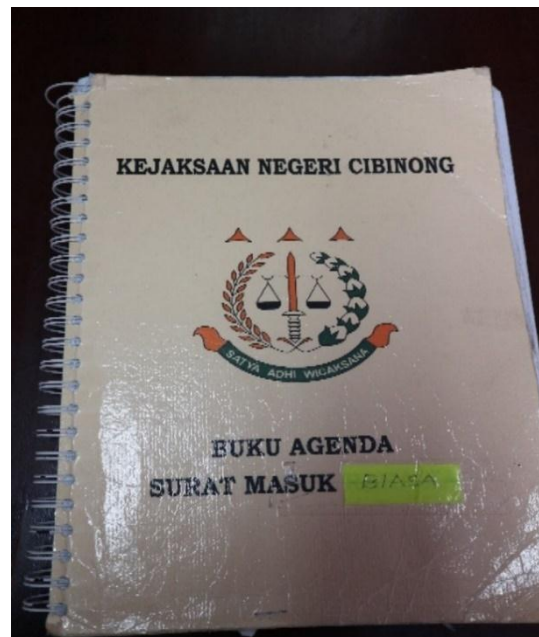 KEJAKSAAN NEGERI CIBINONG
SATYA ADHI WICAKSANA
BUKU AGENDA
SURAT MASUK BIASA